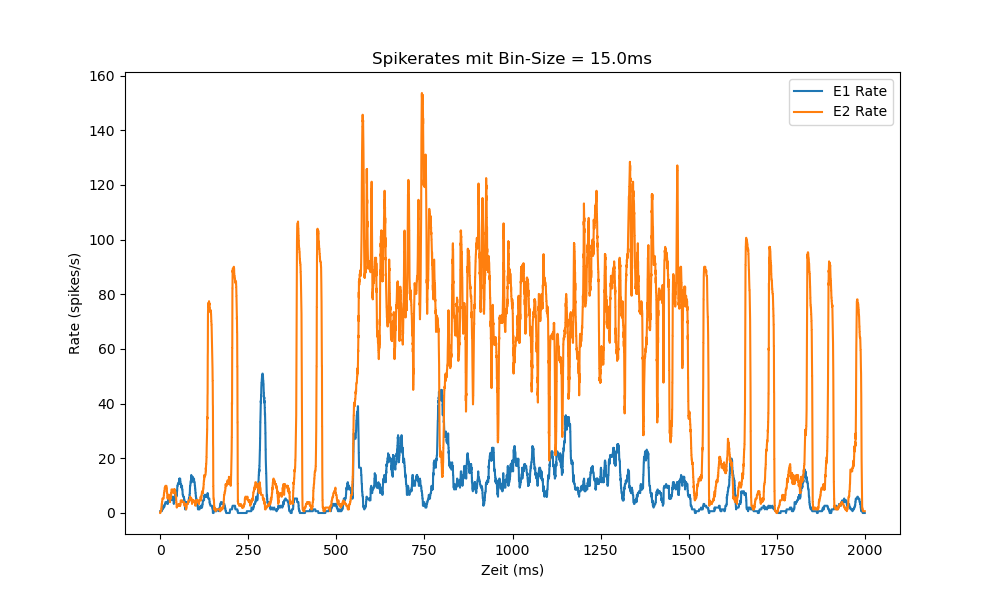 Spikerates mit Bin-Size = 15.0ms
E1 Rate
E2 Rate
160
140
120
100
80
60
40
20
0
Rate (spikes/s)
0 250 500 750 1000 1250 1500 1750 2000
Zeit (ms)